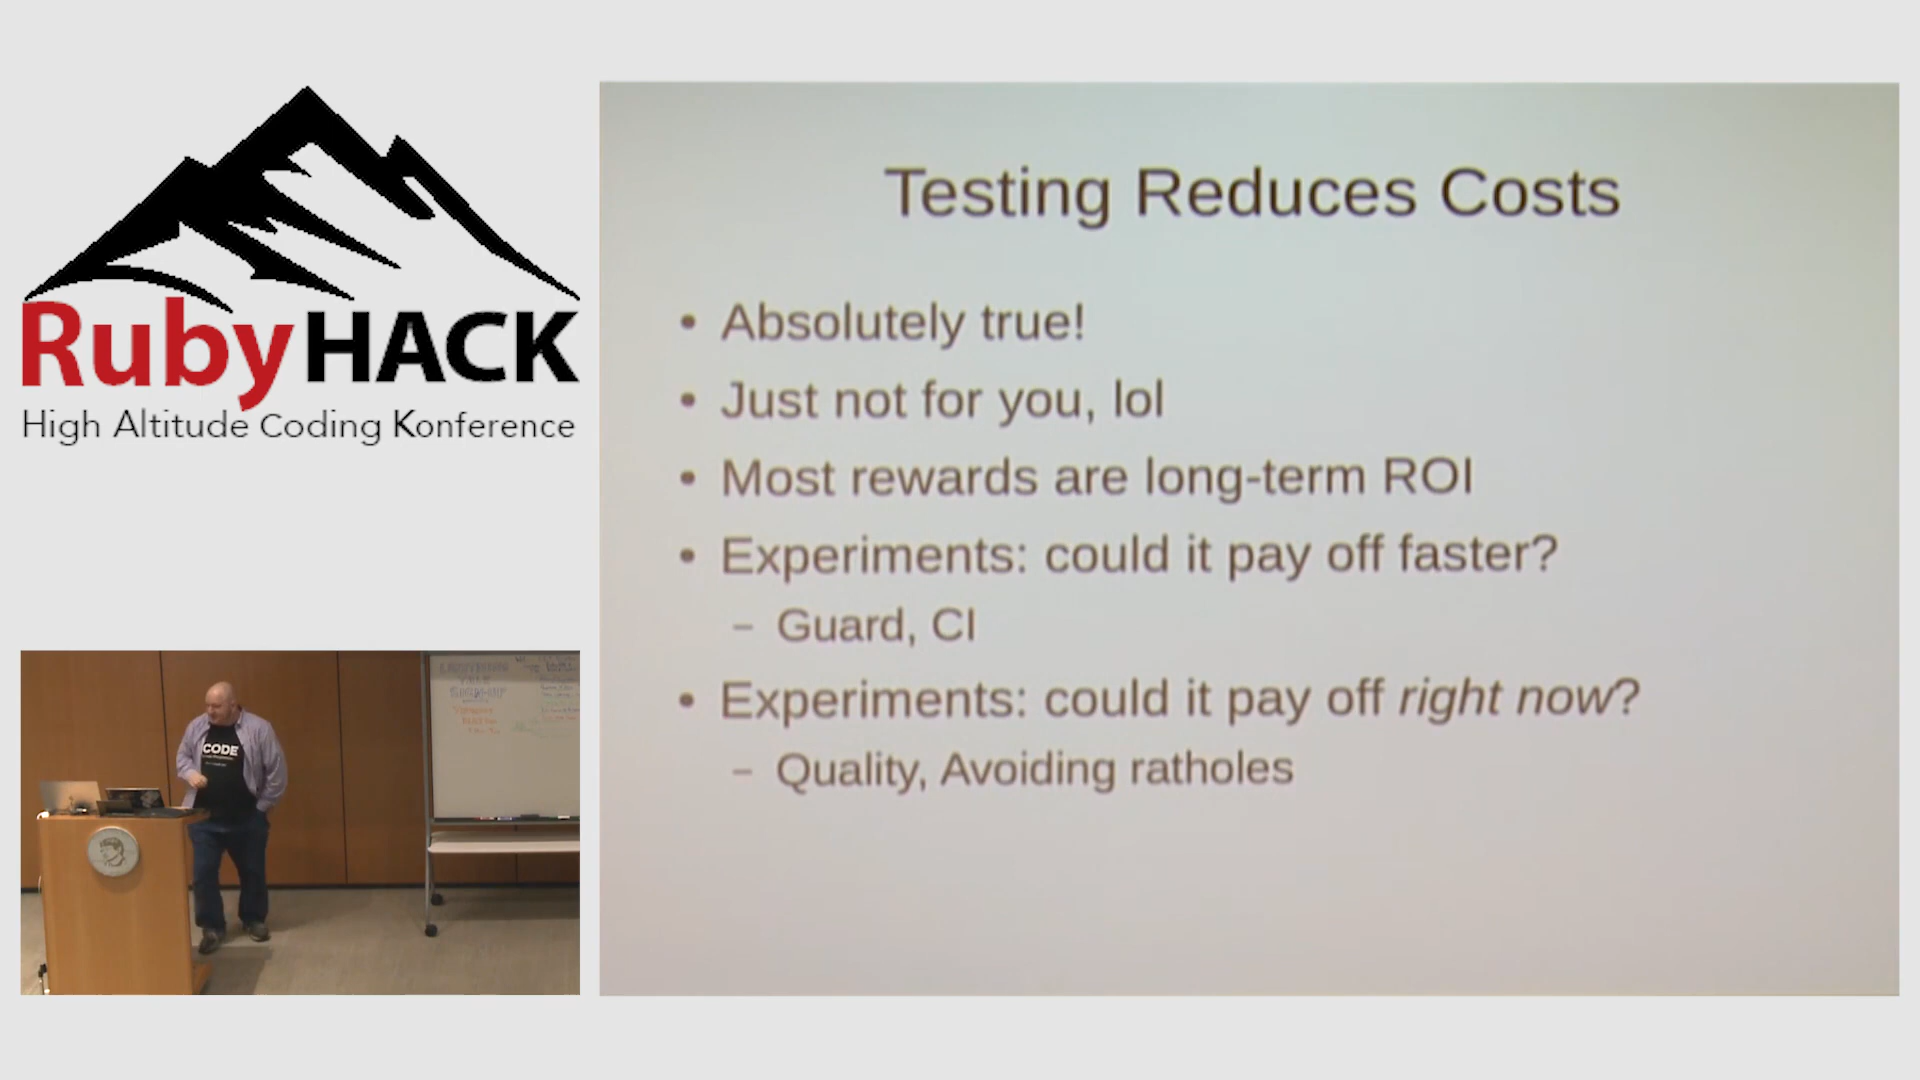 RubyHACK
High Altitude Coding Konference
Testing Reduces Costs
• Absolutely true!
• Just not for you, lol
• Most rewards are long-term ROI
• Experiments: could it pay off faster?
– Guard, CI
• Experiments: could it pay off right now?
– Quality, Avoiding ratholes
CODE